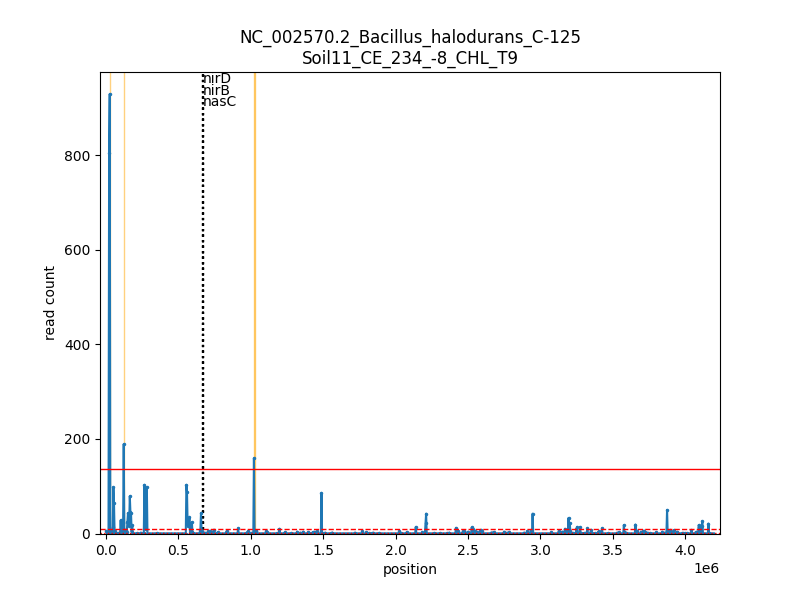 NC_002570.2_Bacillus_halodurans_C-125
Soil11_CE_234_-8_CHL_T9
nirD
nirB
nasC
800
600
400
200
0
read count
0.0 0.5 1.0 1.5 2.0 2.5 3.0 3.5 4.0
1e6
position